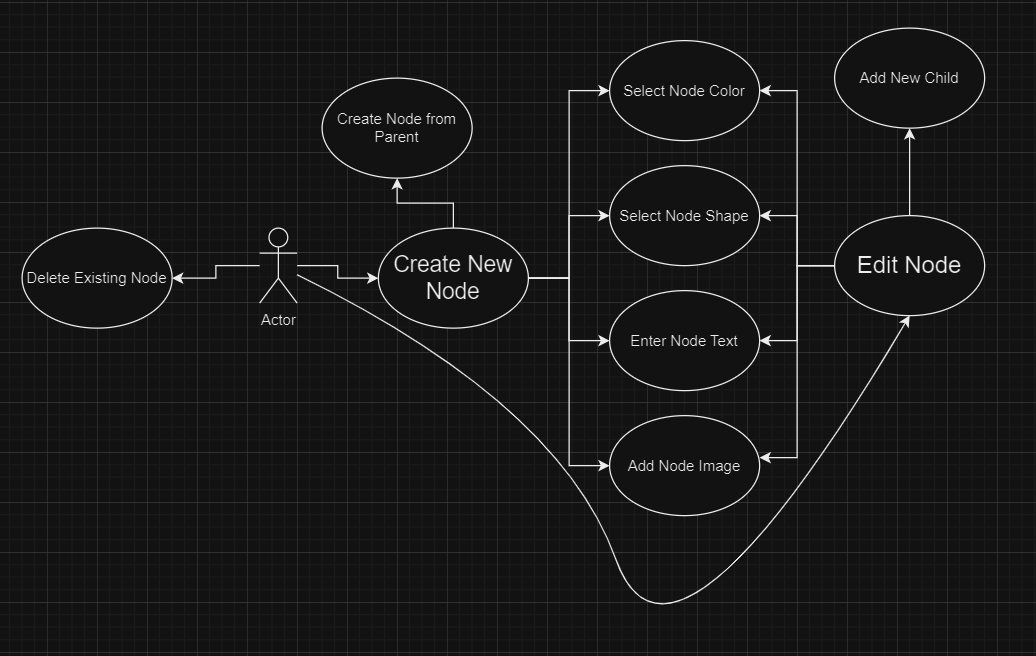 Select Node Color
Add New Child
Create Node from
Parent
Select Node Shape
Delete Existing Node
Actor
Create New
Node
Edit Node
Enter Node Text
Add Node Image